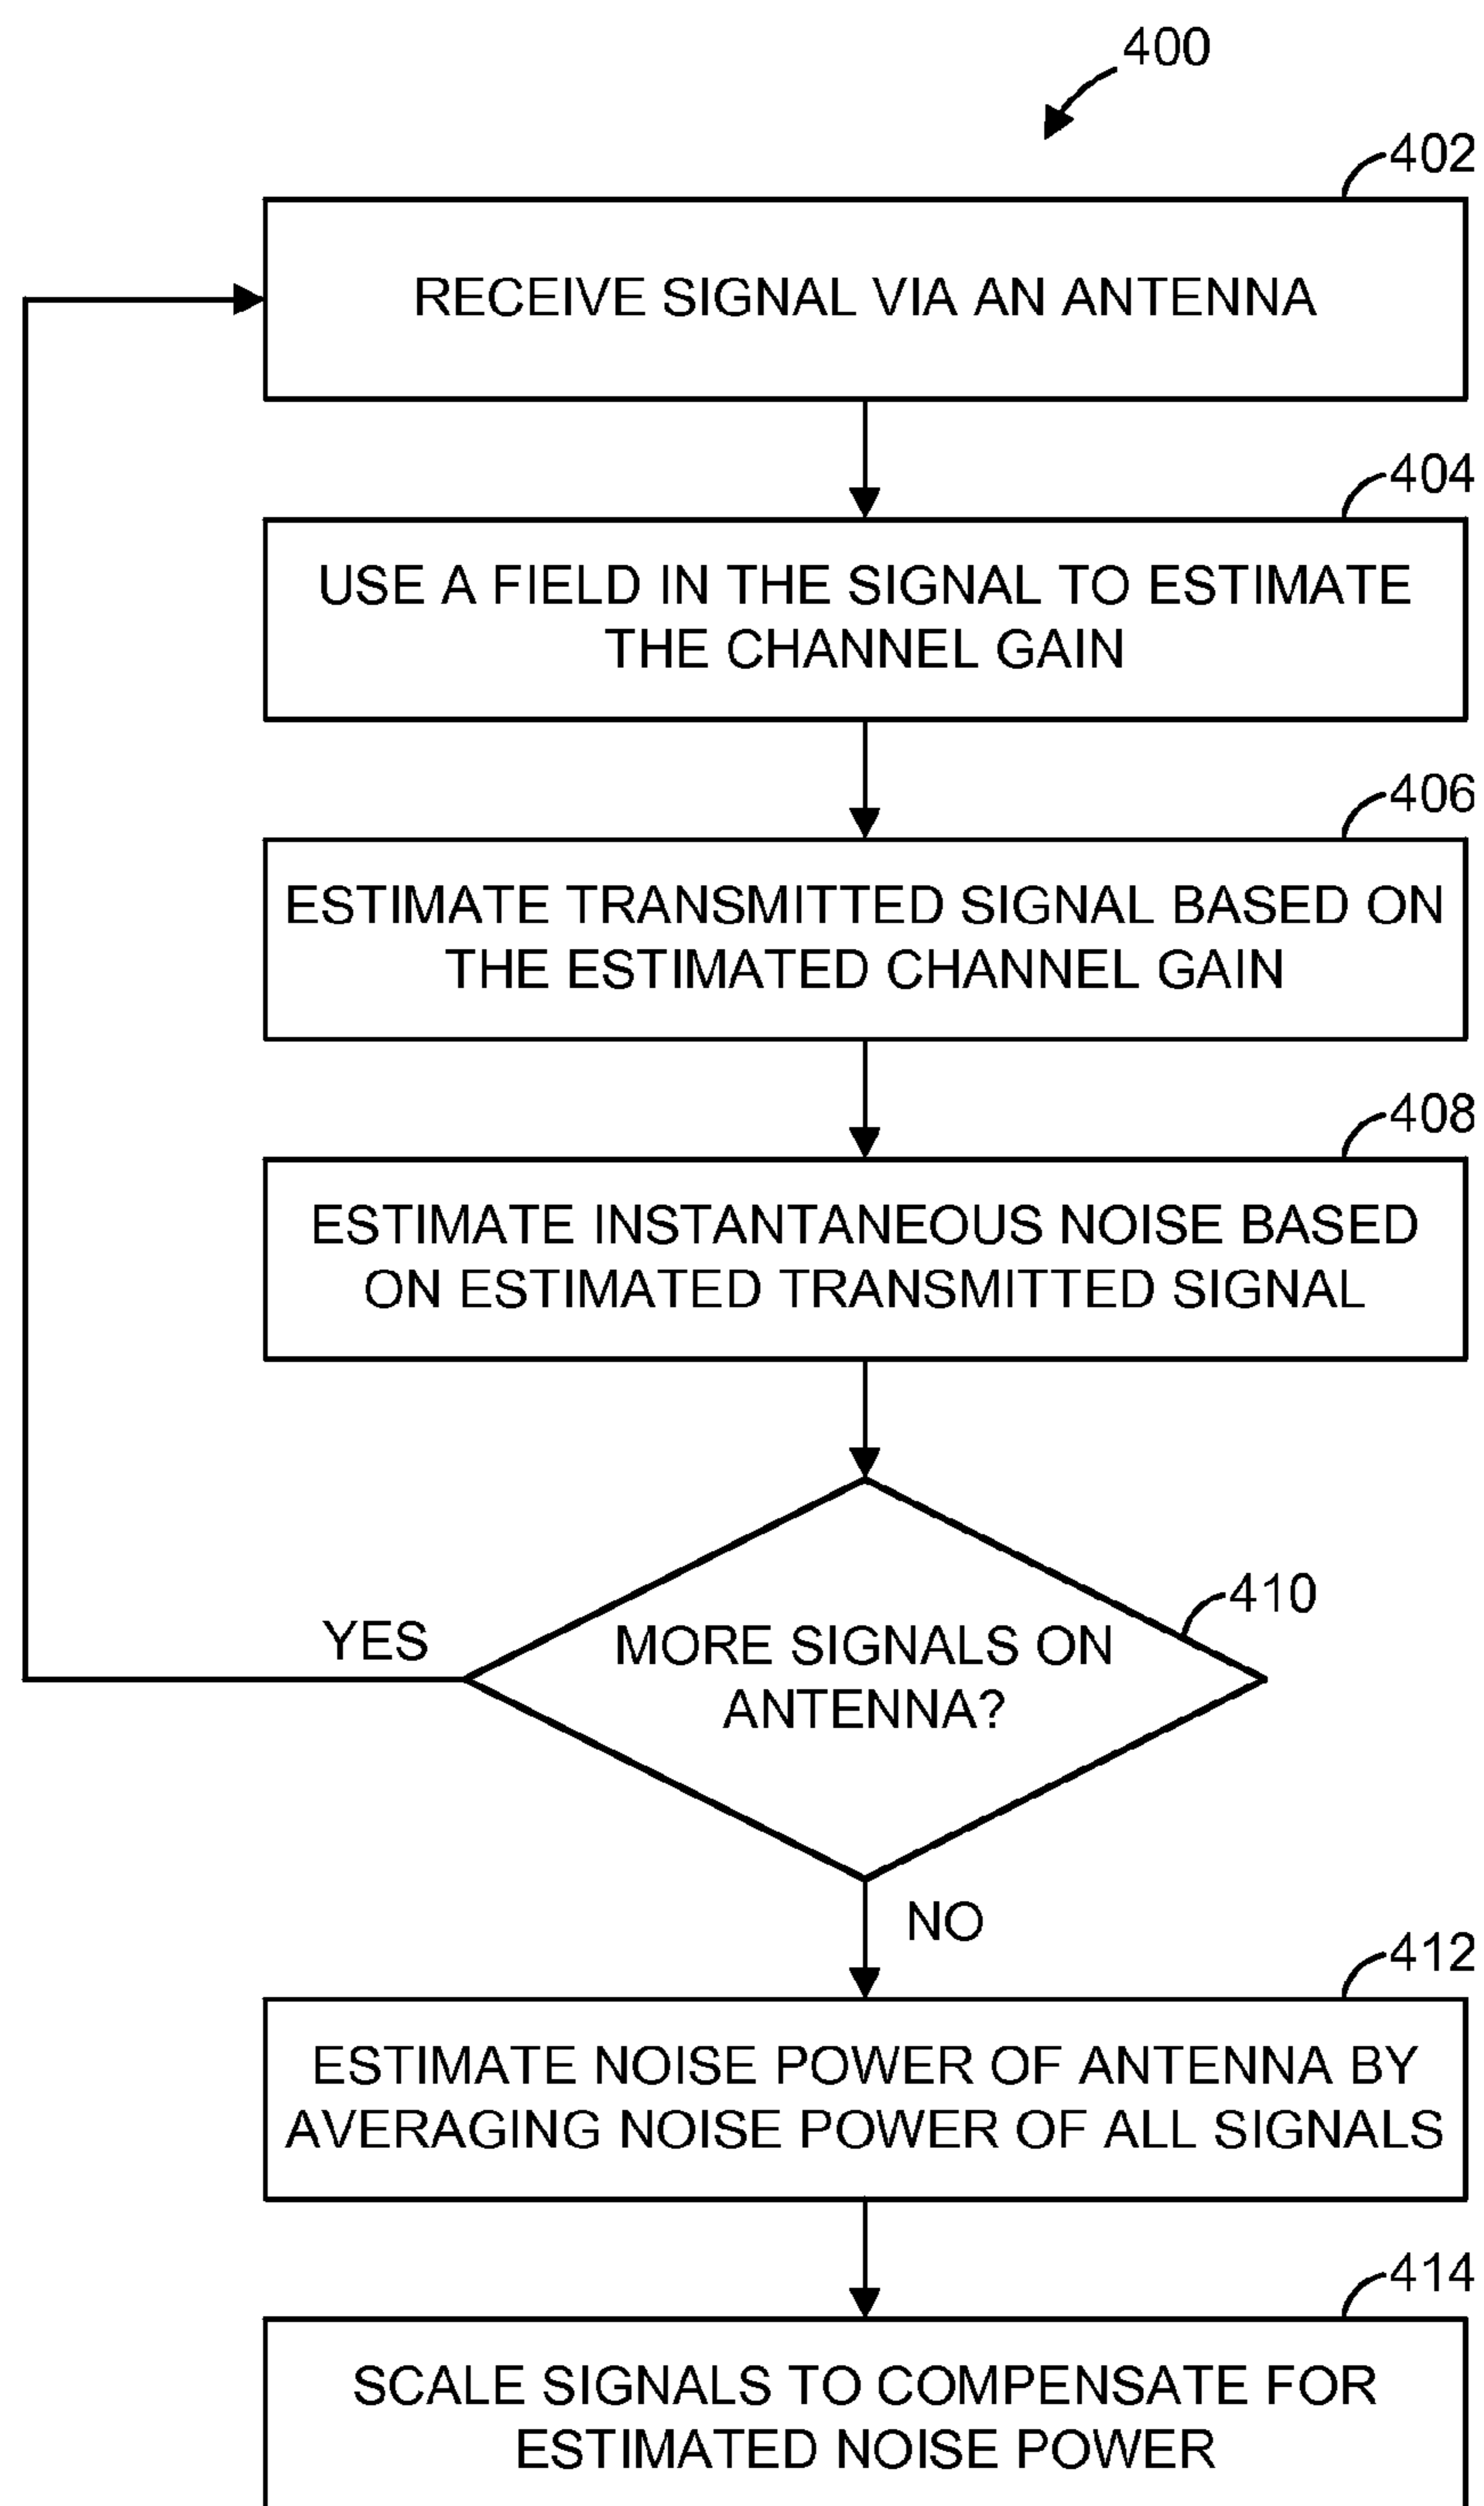 400
402
RECEIVE SIGNAL VIA AN ANTENNA
404
USE A FIELD IN THE SIGNAL TO ESTIMATE
THE CHANNEL GAIN
406
ESTIMATE TRANSMITTED SIGNAL BASED ON
THE ESTIMATED CHANNEL GAIN
408
ESTIMATE INSTANTANEOUS NOISE BASED
ON ESTIMATED TRANSMITTED SIGNAL
410
YES
MORE SIGNALS ON
ANTENNA?
NO
412
ESTIMATE NOISE POWER OF ANTENNA BY
AVERAGING NOISE POWER OF ALL SIGNALS
414
SCALE SIGNALS TO COMPENSATE FOR
ESTIMATED NOISE POWER